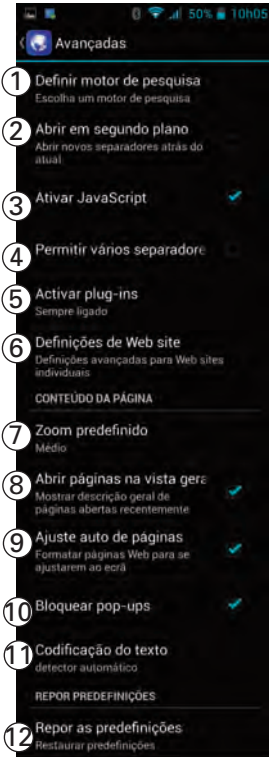 50% 10h05
Avançadas
1 Definir motor de pesquisa
Escolha um motor de pesquisa
2 Abrir em segundo plano
Abrir novos separadores atrás do
atual
3 Ativar JavaScript
4 Permitir vários separadore
5 Activar plug-ins
Sempre ligado
6 Definições de Web site
Definições avançadas para Web sites
individuais
CONTEÚDO DA PÁGINA
7 Zoom predefinido
Médio
8 Abrir páginas na vista gera
Mostrar descrição geral de
páginas abertas recentemente
9 Ajuste auto de páginas
Formatar páginas Web para se
ajustarem ao ecrã
10 Bloquear pop-ups
11 Codificação do texto
detector automático
REPOR PREDEFINIÇÕES
12 Repor as predefinições
Restaurar predefinições